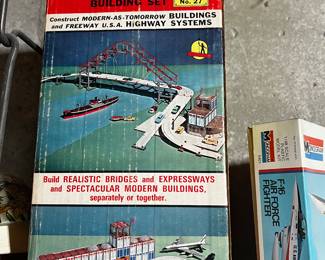 BUILDING SET No. 27
Construct MODERN-AS-TOMORROW BUILDINGS
and FREEWAY U.S.A. HIGHWAY SYSTEMS
Build REALISTIC BRIDGES and EXPRESSWAYS
and SPECTACULAR MODERN BUILDINGS,
separately or together.
Monogram
F-16
AIR FORCE
FIGHTER